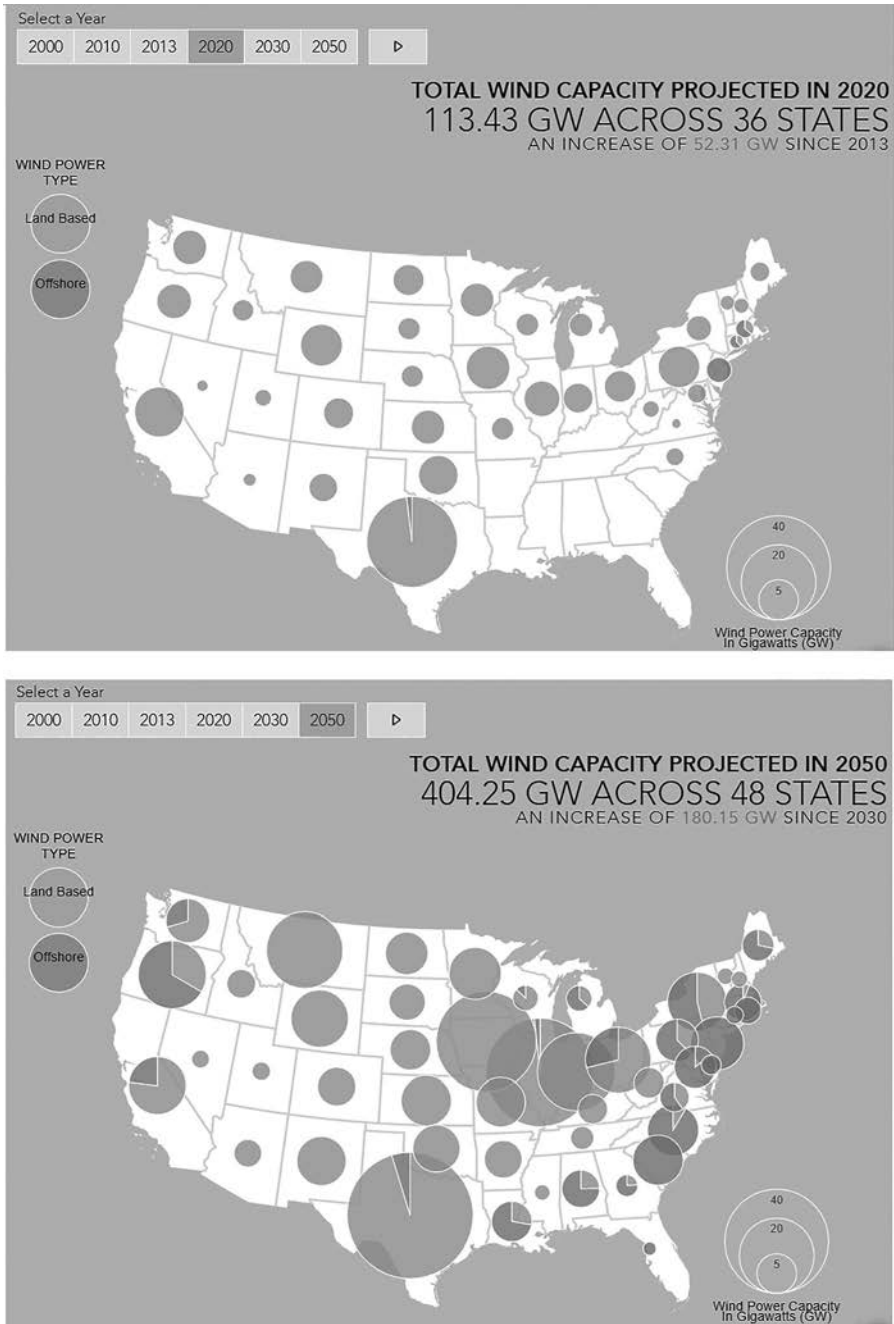 Select a Year
2000 2010 2013 2020 2030 2050
TOTAL WIND CAPACITY PROJECTED IN 2020
113.43 GW ACROSS 36 STATES
AN INCREASE OF 52.31 GW SINCE 2013
WIND POWER
TYPE
Land Based
Offshore
40
20
5
Wind Power Capacity
In Gigawatts (GW)
Select a Year
2000 2010 2013 2020 2030 2050
TOTAL WIND CAPACITY PROJECTED IN 2050
404.25 GW ACROSS 48 STATES
AN INCREASE OF 180.15 GW SINCE 2030
WIND POWER
TYPE
Land Based
Offshore
40
20
5
Wind Power Capacity
In Gigawatts (GW)